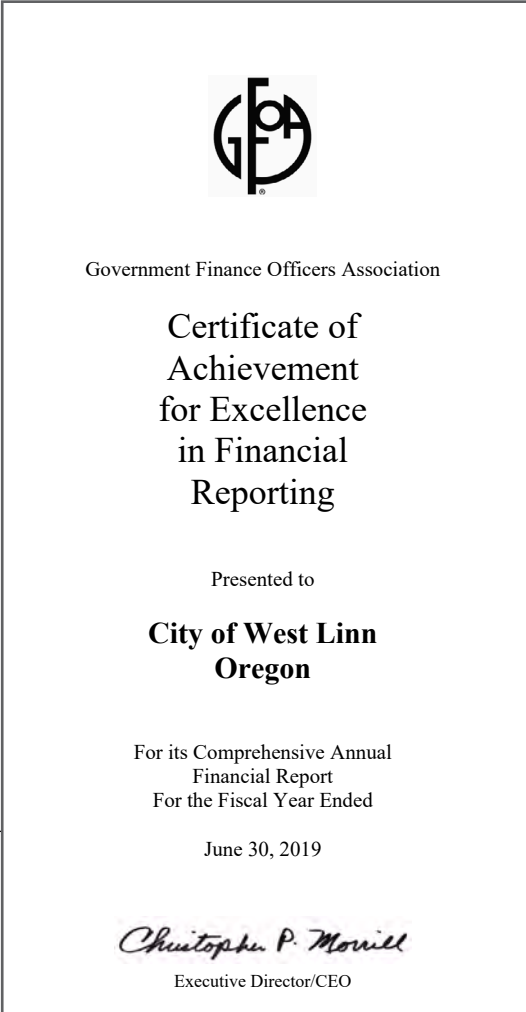 GFOA
®
Government Finance Officers Association
Certificate of
Achievement
for Excellence
in Financial
Reporting
Presented to
City of West Linn
Oregon
For its Comprehensive Annual
Financial Report
For the Fiscal Year Ended
June 30, 2019
Christopher P. Morrill
Executive Director/CEO